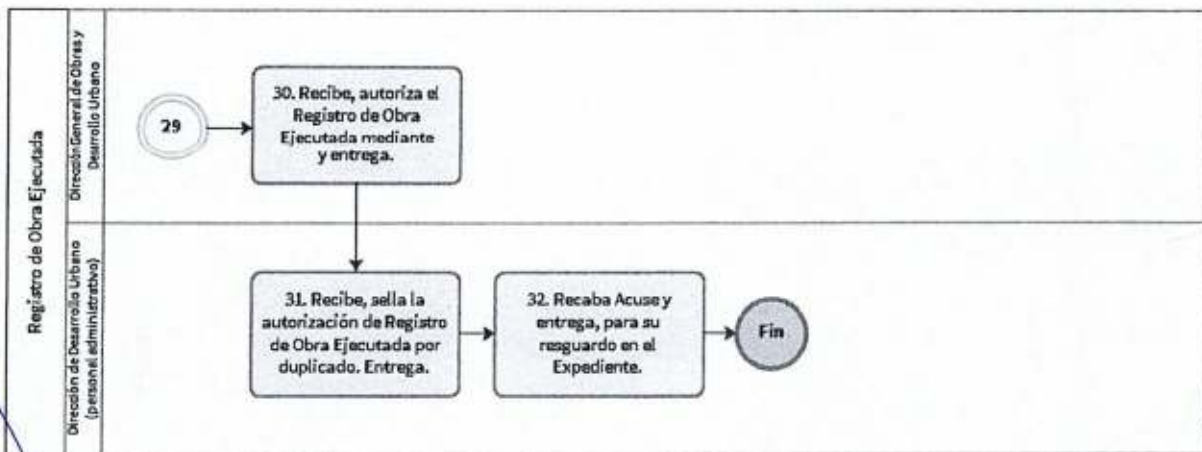 Registro de Obra Ejecutada
Dirección General de Obras y
Desarrollo Urbano
29
30. Recibe, autoriza el
Registro de Obra
Ejecutada mediante
y entrega.
Dirección de Desarrollo Urbano
(personal administrativo)
31. Recibe, sella la
autorización de Registro
de Obra Ejecutada por
duplicado. Entrega.
32. Recaba Acuse y
entrega, para su
resguardo en el
Expediente.
Fin